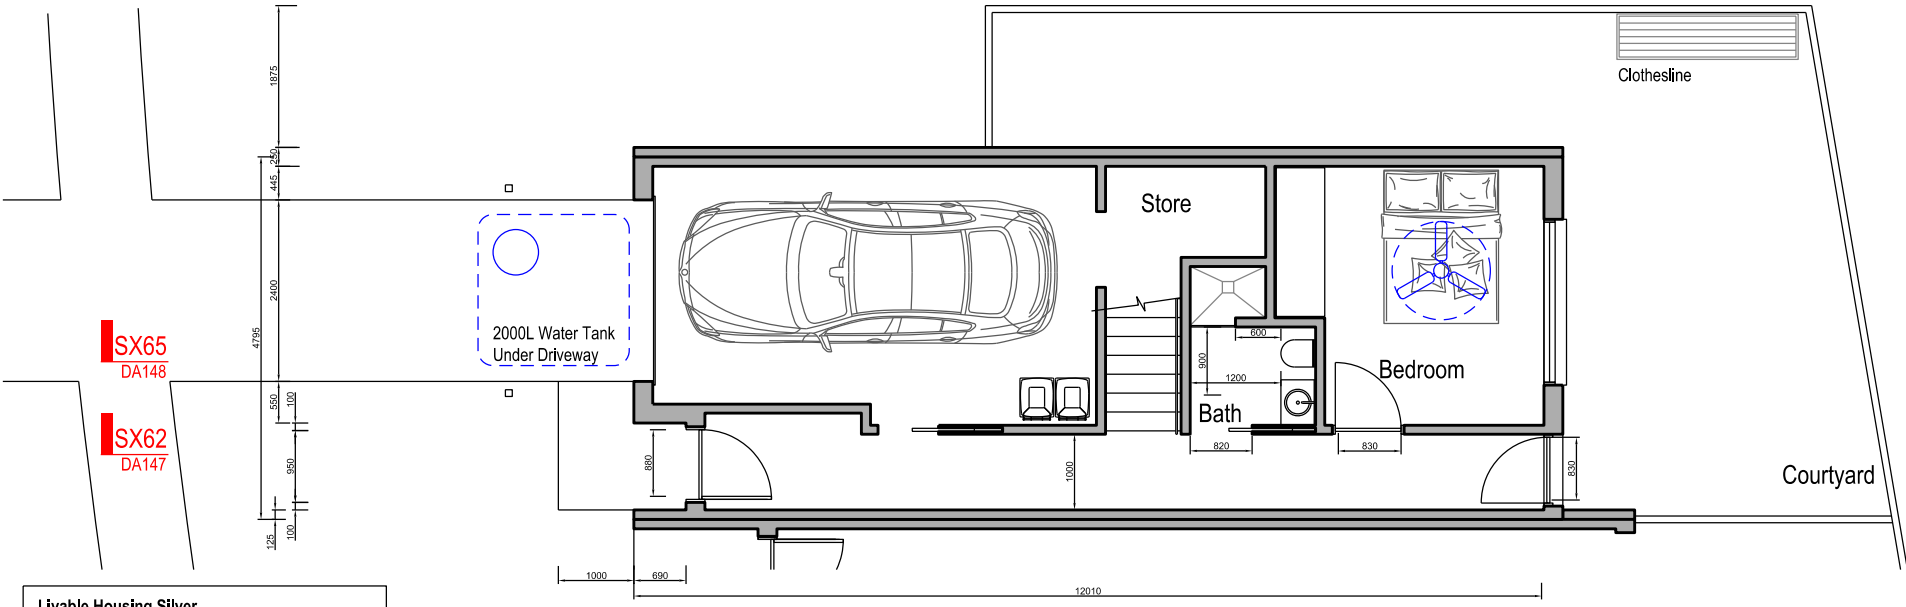 1875
250
445
2400
4795
550
100
950
100
125
SX65
DA148
SX62
DA147
2000L Water Tank
Under Driveway
Store
Clothesline
Bedroom
Bath
Courtyard
600
900
1200
820
830
880
1000
830
1000
690
12010
Livable Housing Silver